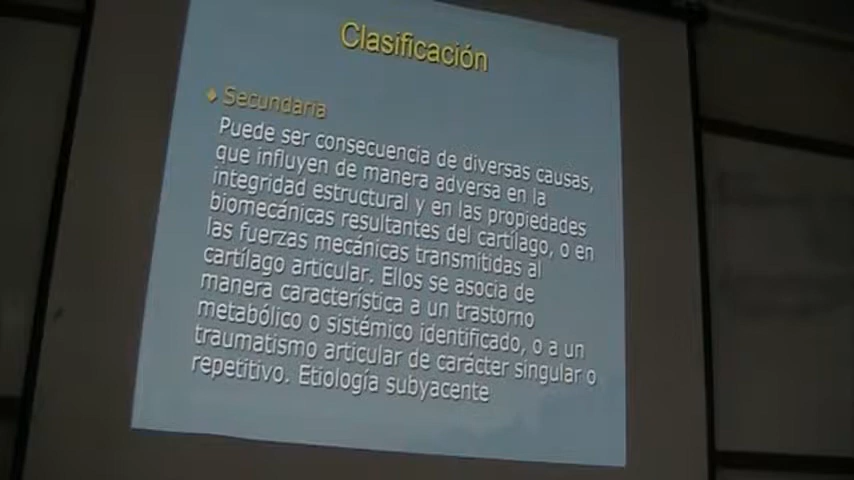 Clasificación
Secundaria
Puede ser consecuencia de diversas causas,
que influyen de manera adversa en la
integridad estructural y en las propiedades
biomecánicas resultantes del cartílago, o en
las fuerzas mecánicas transmitidas al
cartílago articular. Ellos se asocia de
manera característica a un trastorno
metabólico o sistémico identificado, o a un
traumatismo articular de carácter singular o
repetitivo. Etiología subyacente